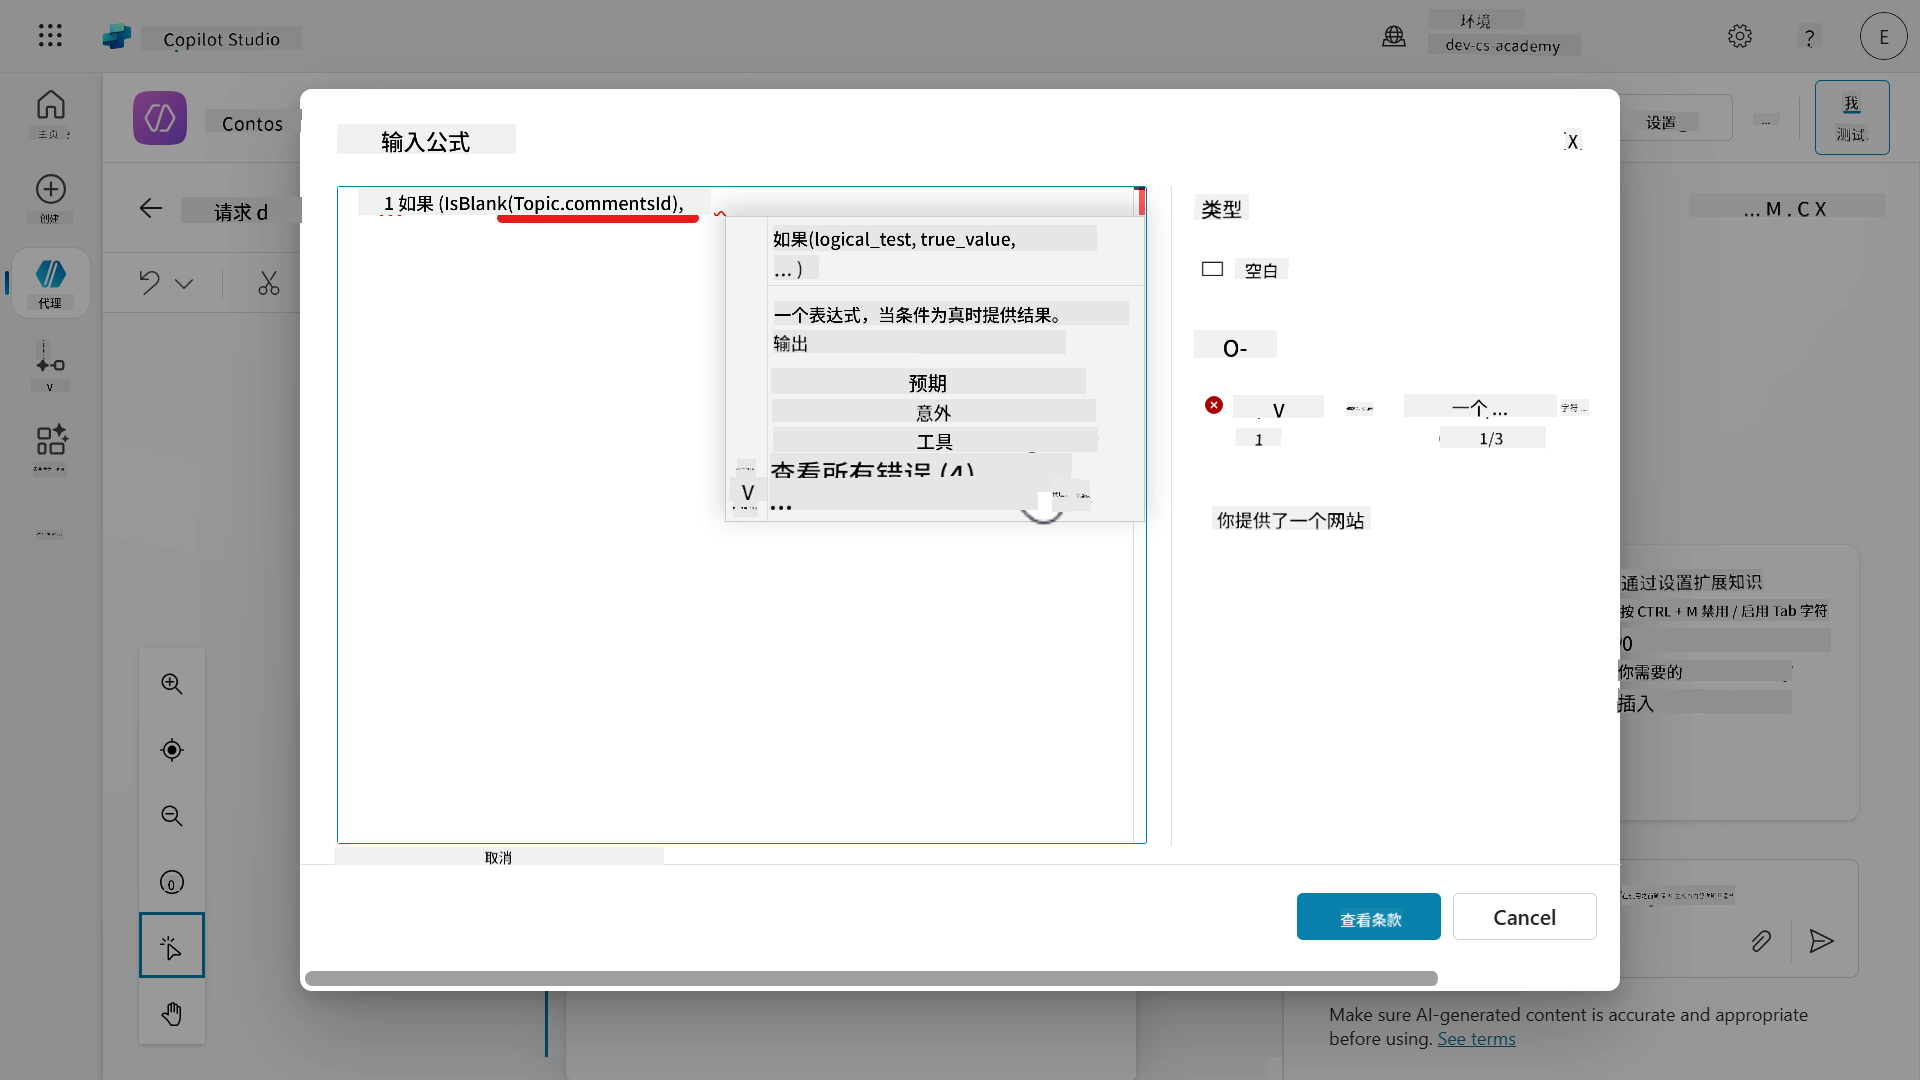 Copilot Studio
环境
dev-cs-academy
?
E
主页
Contos
设置
...
我
测试
创建
请求 d
... M . C X
代理
V
输入公式
X
1 如果 (IsBlank(Topic.commentsId),
如果(logical_test, true_value,
... )
一个表达式，当条件为真时提供结果。
输出
预期
意外
工具
查看所有错误 (4)
V
...
类型
空白
O-
V
一个 ...
字符 ...
1
1/3
你提供了一个网站
通过设置扩展知识
按 CTRL + M 禁用 / 启用 Tab 字符
你需要的
插入
取消
查看条款
Cancel
Make sure AI-generated content is accurate and appropriate
before using. See terms